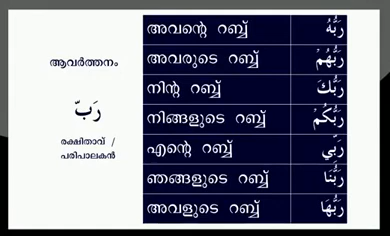 ആവർത്തനം
رَبّ
രക്ഷിതാവ് /
പരിപാലകൻ
അവന്റെ റബ്ബ് رَبُّهُ
അവരുടെ റബ്ബ് رَبُّهُمْ
നിന്റ റബ്ബ് رَبُّكَ
നിങ്ങളുടെ റബ്ബ് رَبُّكُمْ
എന്റെ റബ്ബ് رَبِّي
ഞങ്ങളുടെ റബ്ബ് رَبُّنَا
അവളുടെ റബ്ബ് رَبُّهَا